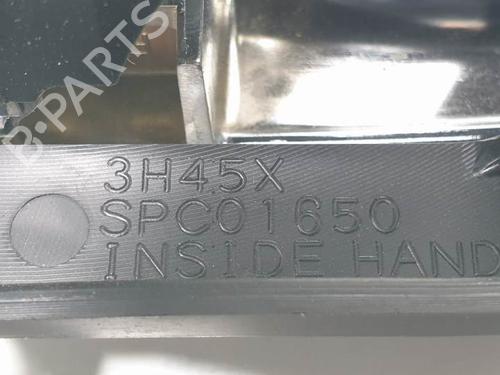 B-PARTS
3H45X
SPC01650
INSIDE HAND